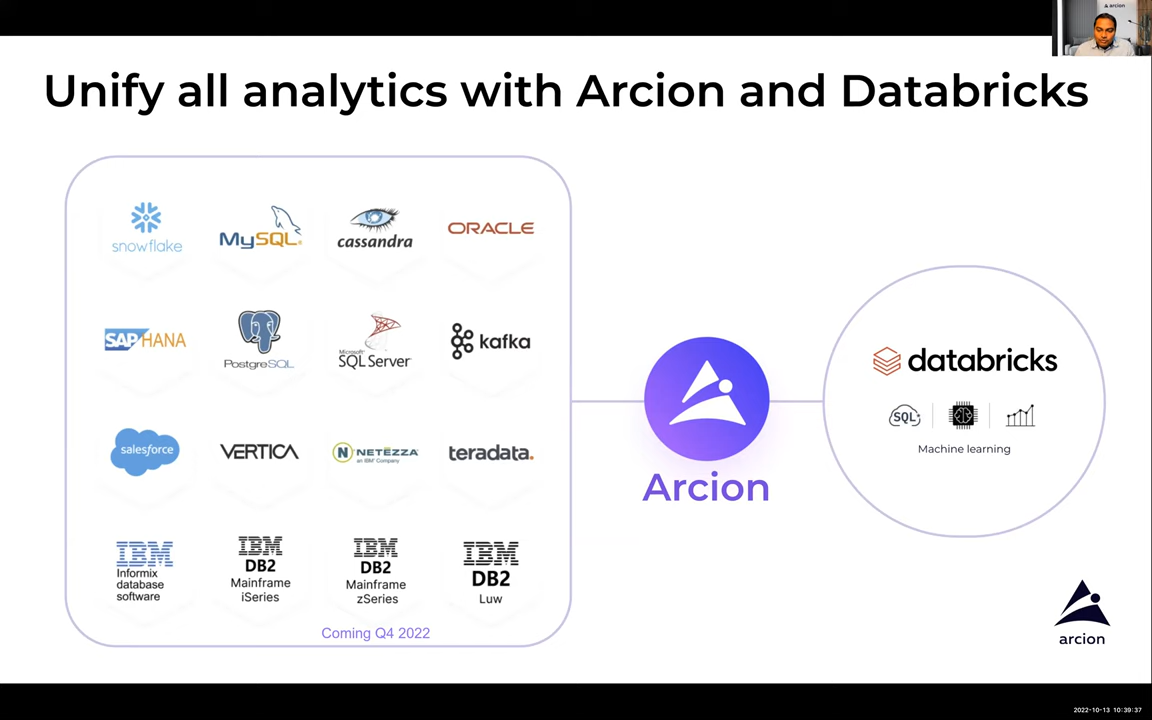 arcion
Unify all analytics with Arcion and Databricks
snowflake
MySQL
cassandra
ORACLE
SAP HANA
PostgreSQL
Microsoft
SQL Server
kafka
salesforce
VERTICA
NETEZZA
an IBM Company
teradata.
IBM
Informix
database
software
IBM
DB2
Mainframe
iSeries
IBM
DB2
Mainframe
zSeries
IBM
DB2
Luw
Coming Q4 2022
Arcion
databricks
SQL
Machine learning
arcion
2022-10-13 10:39:37